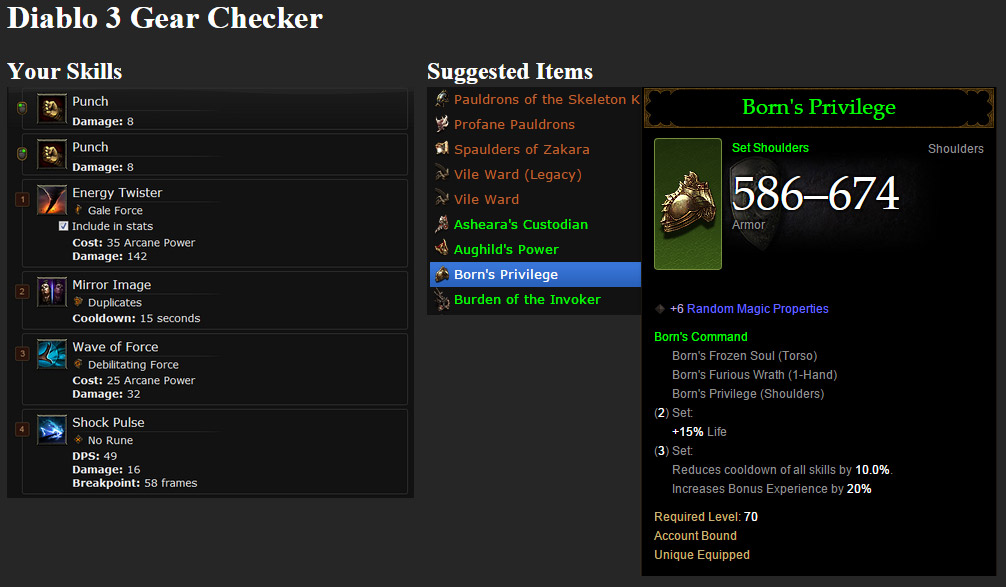 Diablo 3 Gear Checker
Your Skills
Punch
Damage: 8
Punch
Damage: 8
1
Energy Twister
Gale Force
Include in stats
Cost: 35 Arcane Power
Damage: 142
2
Mirror Image
Duplicates
Cooldown: 15 seconds
3
Wave of Force
Debilitating Force
Cost: 25 Arcane Power
Damage: 32
4
Shock Pulse
No Rune
DPS: 49
Damage: 16
Breakpoint: 58 frames
Suggested Items
Pauldrons of the Skeleton K
Profane Pauldrons
Spaulders of Zakara
Vile Ward (Legacy)
Vile Ward
Asheara's Custodian
Aughild's Power
Born's Privilege
Burden of the Invoker
Born's Privilege
Set Shoulders
Shoulders
586–674
Armor
+6 Random Magic Properties
Born's Command
Born's Frozen Soul (Torso)
Born's Furious Wrath (1-Hand)
Born's Privilege (Shoulders)
(2) Set:
+15% Life
(3) Set:
Reduces cooldown of all skills by 10.0%.
Increases Bonus Experience by 20%
Required Level: 70
Account Bound
Unique Equipped